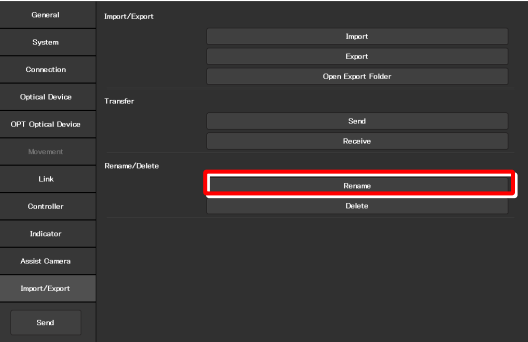 General
System
Connection
Optical Device
OPT Optical Device
Movement
Link
Controller
Indicator
Assist Camera
Import/Export
Send
Import/Export
Import
Export
Open Export Folder
Transfer
Send
Receive
Rename/Delete
Rename
Delete